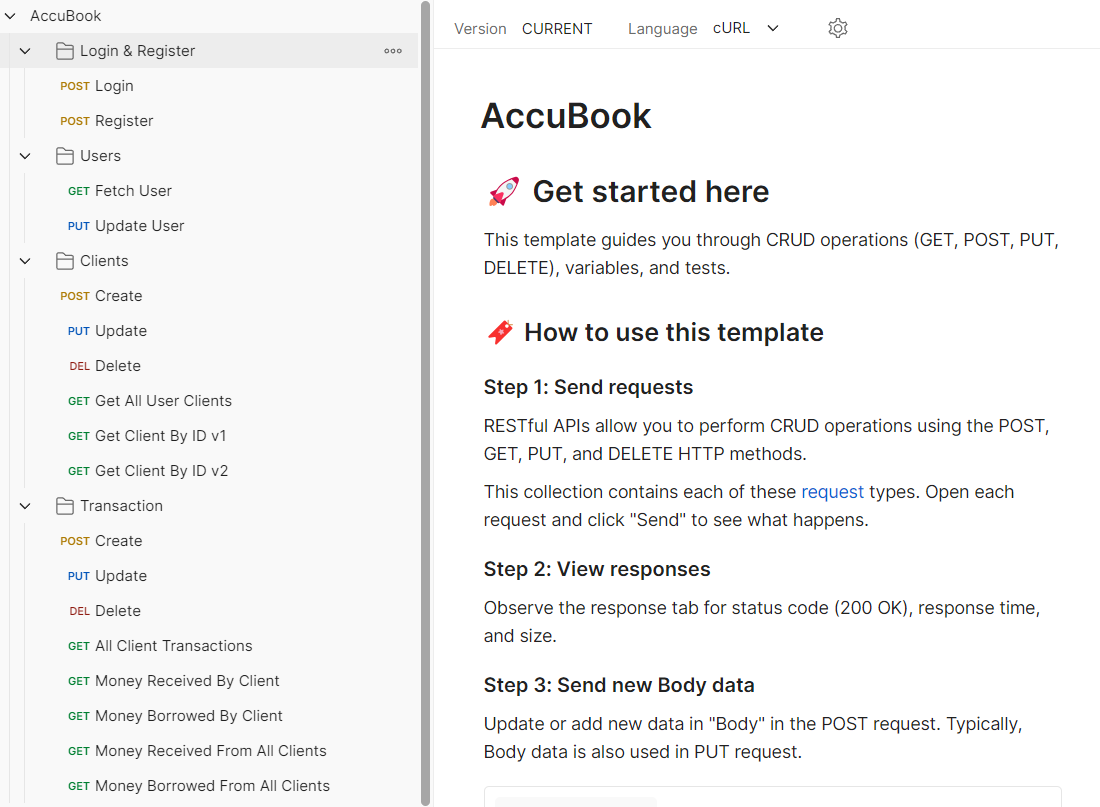 AccuBook
Login & Register
POST Login
POST Register
Users
GET Fetch User
PUT Update User
Clients
POST Create
PUT Update
DEL Delete
GET Get All User Clients
GET Get Client By ID v1
GET Get Client By ID v2
Transaction
POST Create
PUT Update
DEL Delete
GET All Client Transactions
GET Money Received By Client
GET Money Borrowed By Client
GET Money Received From All Clients
GET Money Borrowed From All Clients
Version CURRENT Language cURL
AccuBook
🚀 Get started here
This template guides you through CRUD operations (GET, POST, PUT,
DELETE), variables, and tests.
🔖 How to use this template
Step 1: Send requests
RESTful APIs allow you to perform CRUD operations using the POST,
GET, PUT, and DELETE HTTP methods.
This collection contains each of these request types. Open each
request and click "Send" to see what happens.
Step 2: View responses
Observe the response tab for status code (200 OK), response time,
and size.
Step 3: Send new Body data
Update or add new data in "Body" in the POST request. Typically,
Body data is also used in PUT request.